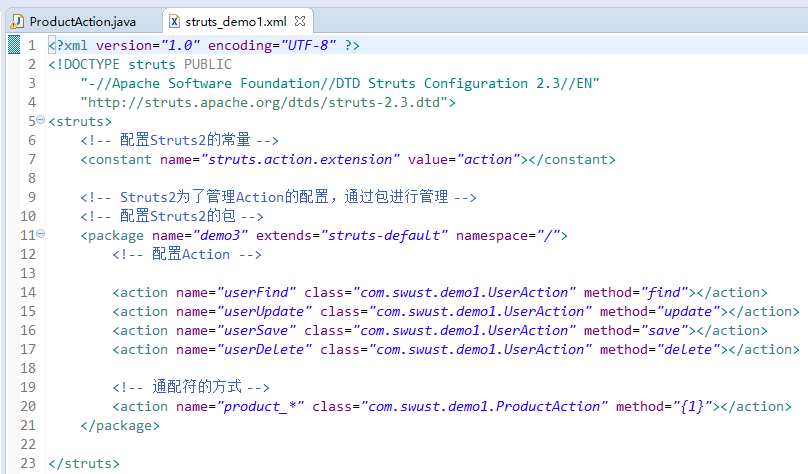 ProductAction.java struts_demo1.xml
1 <?xml version="1.0" encoding="UTF-8" ?>
2 <!DOCTYPE struts PUBLIC
3 "-//Apache Software Foundation//DTD Struts Configuration 2.3//EN"
4 "http://struts.apache.org/dtds/struts-2.3.dtd">
5 <struts>
6 <!-- 配置Struts2的常量 -->
7 <constant name="struts.action.extension" value="action"></constant>
8
9 <!-- Struts2为了管理Action的配置，通过包进行管理 -->
10 <!-- 配置Struts2的包 -->
11 <package name="demo3" extends="struts-default" namespace="/">
12 <!-- 配置Action -->
13
14 <action name="userFind" class="com.swust.demo1.UserAction" method="find"></action>
15 <action name="userUpdate" class="com.swust.demo1.UserAction" method="update"></action>
16 <action name="userSave" class="com.swust.demo1.UserAction" method="save"></action>
17 <action name="userDelete" class="com.swust.demo1.UserAction" method="delete"></action>
18
19 <!-- 通配符的方式 -->
20 <action name="product_*" class="com.swust.demo1.ProductAction" method="{1}"></action>
21 </package>
22
23 </struts>